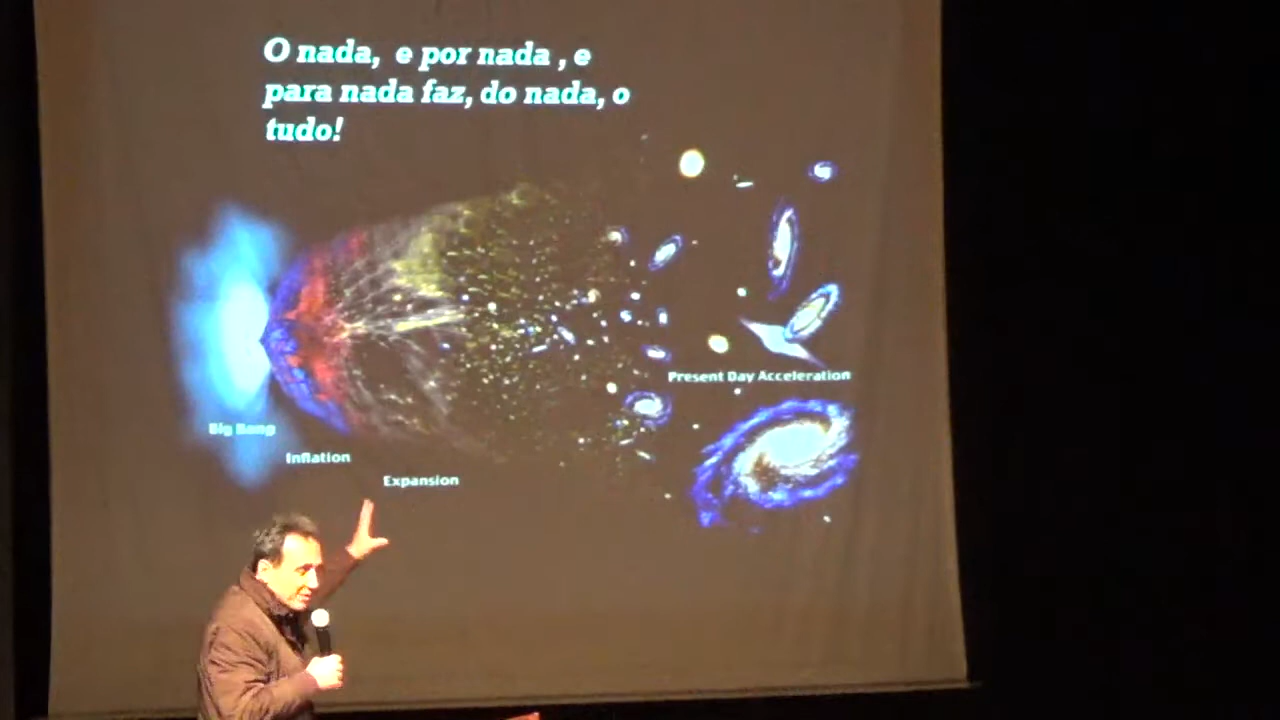 O nada, e por nada , e
para nada faz, do nada, o
tudo!
Present Day Acceleration
Big Bang
Inflation
Expansion